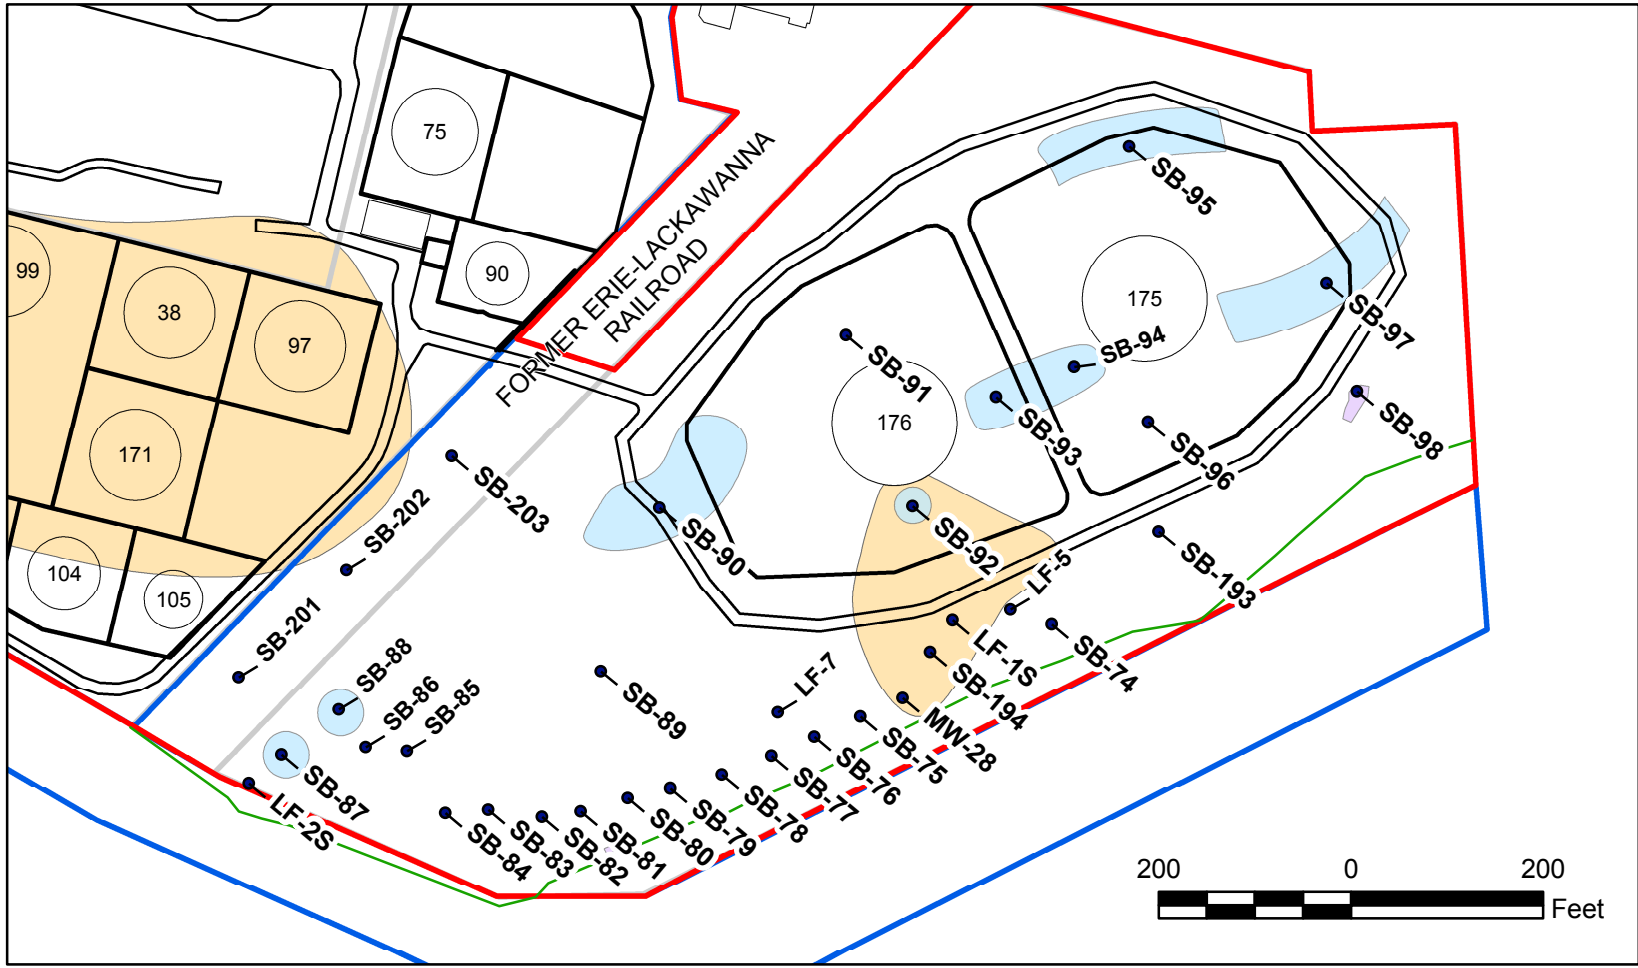 75
FORMER ERIE-LACKAWANNA
RAILROAD
SB-95
99
38
97
90
175
SB-97
SB-94
SB-91
176
SB-93
SB-98
SB-96
171
SB-203
SB-202
SB-90
SB-92
LF-5
SB-193
104
105
SB-201
SB-88
SB-86
SB-85
SB-89
LF-7
LF-1S
SB-74
SB-194
MW-28
SB-75
SB-76
SB-77
SB-78
SB-79
SB-80
SB-81
SB-82
SB-83
SB-84
SB-87
LF-2S
200 0 200
Feet